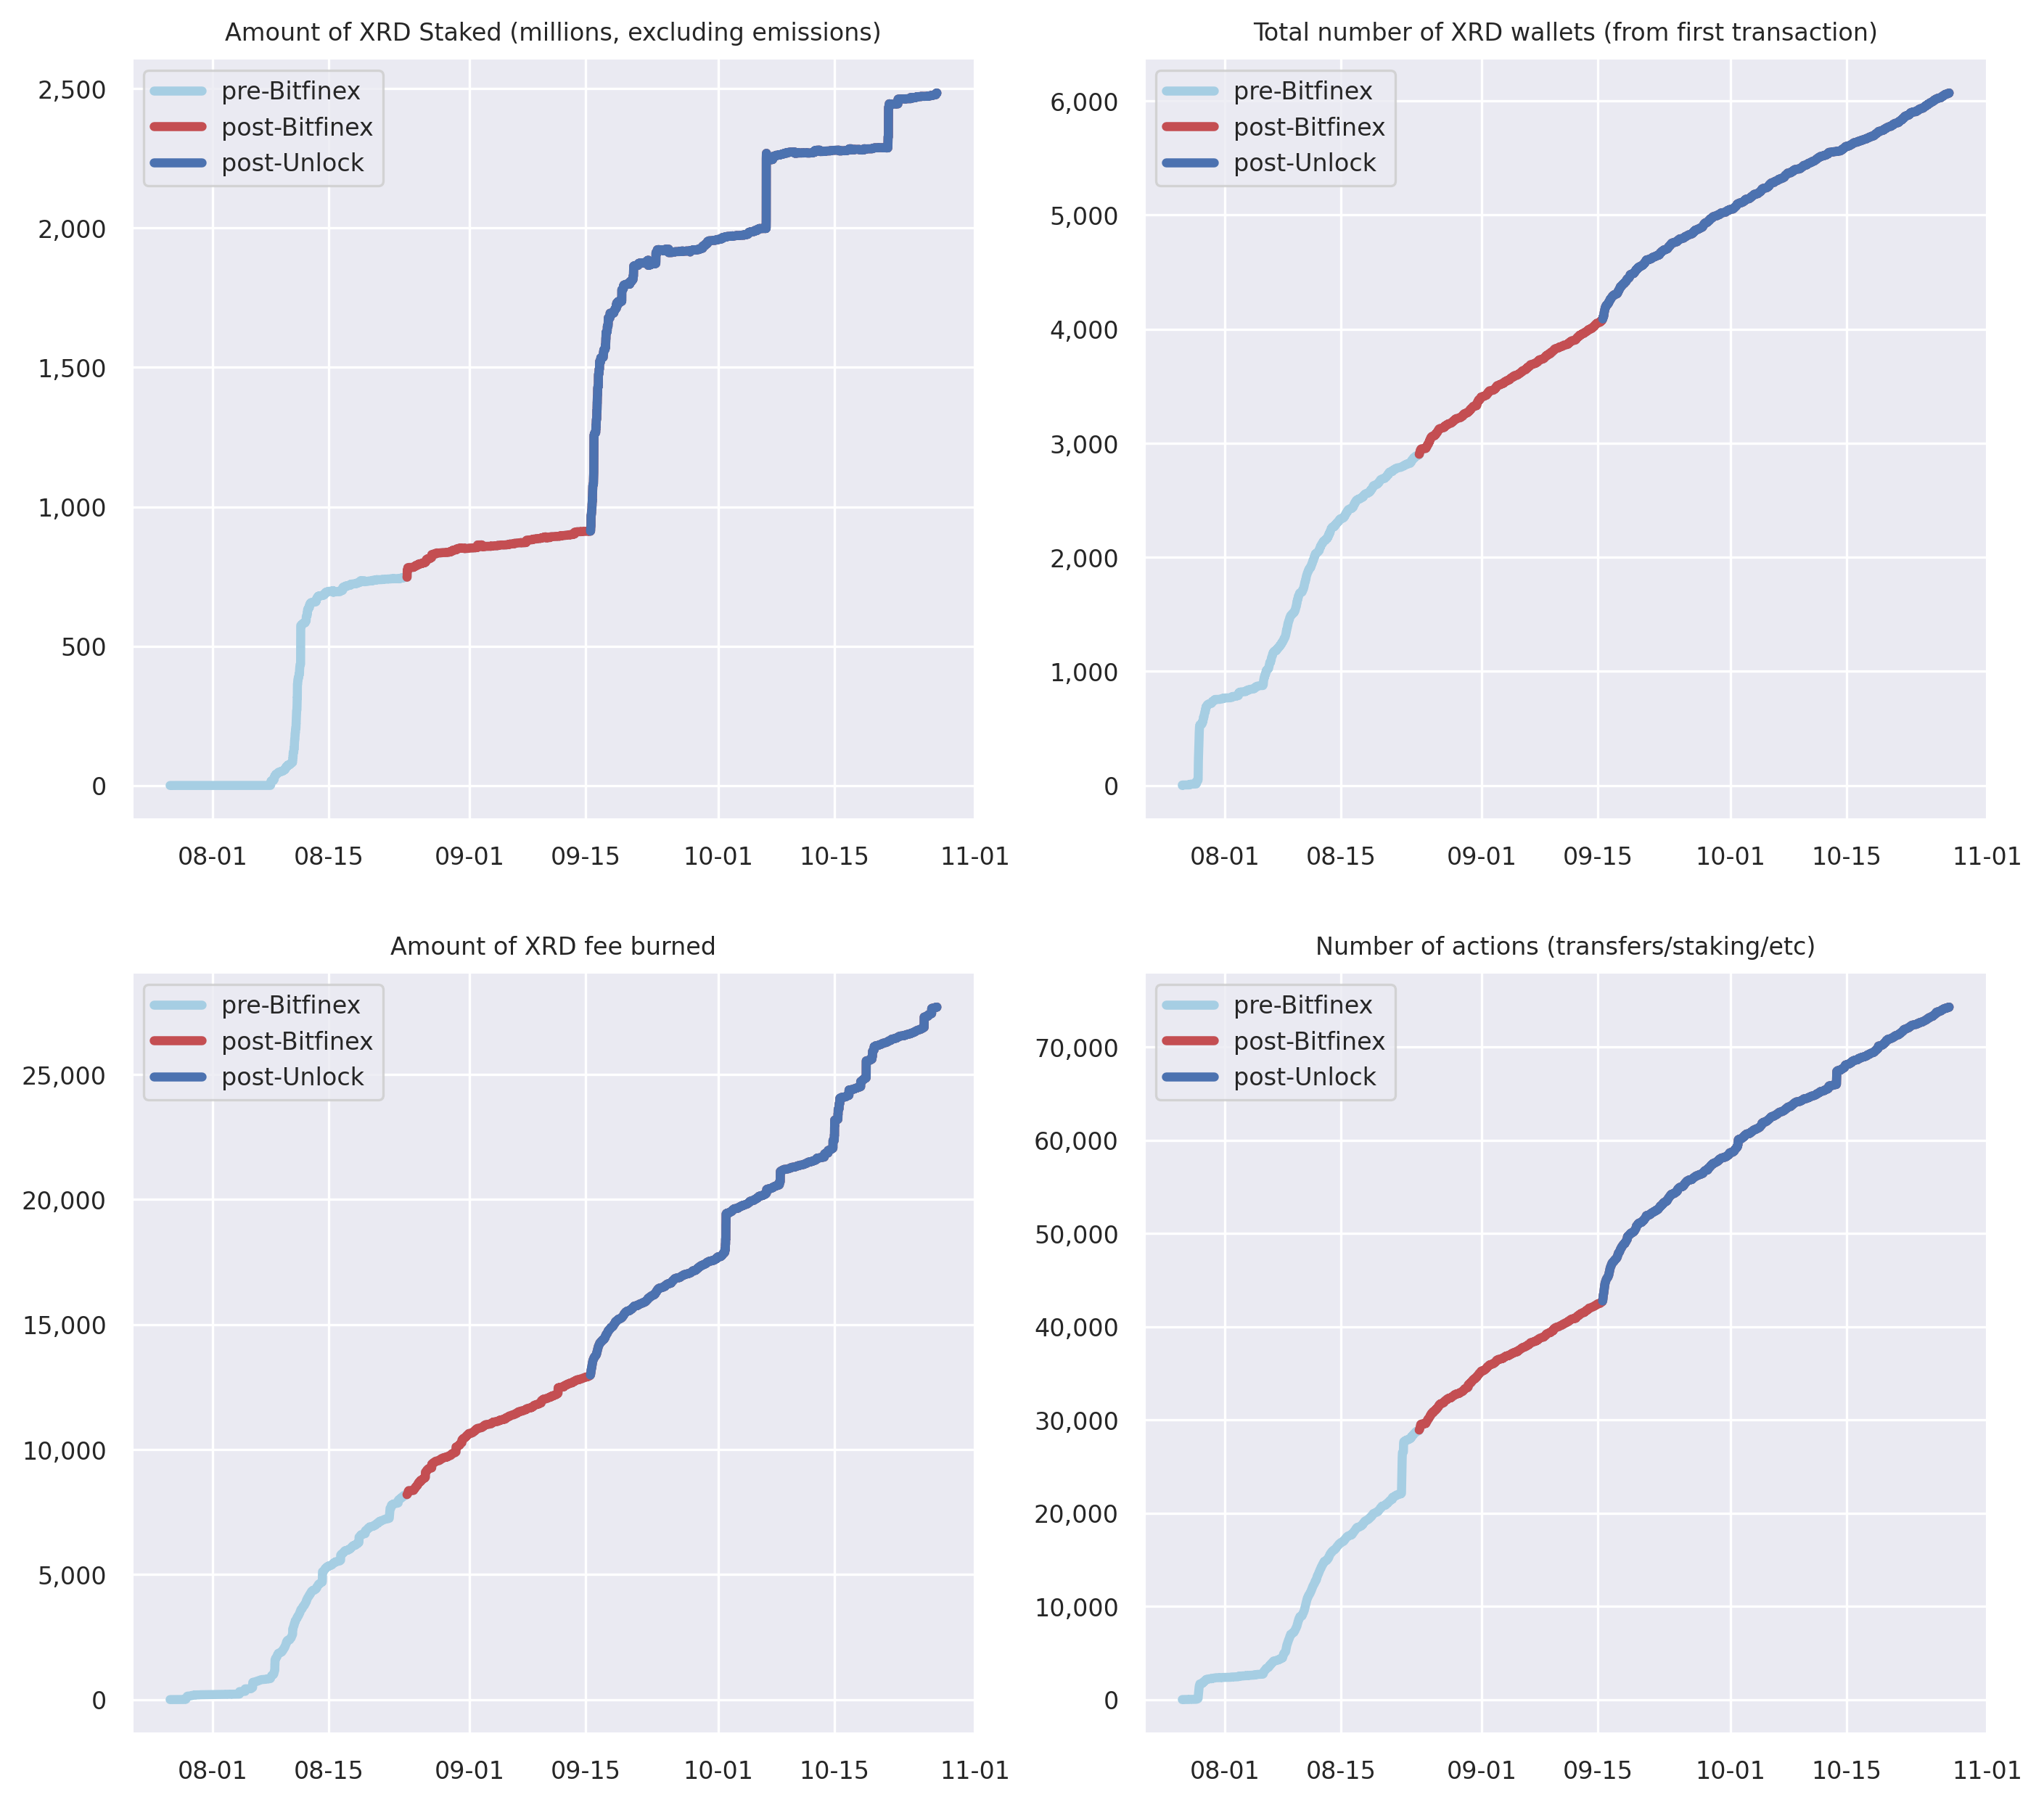 Amount of XRD Staked (millions, excluding emissions)
2,500
2,000
1,500
1,000
500
0
pre-Bitfinex
post-Bitfinex
post-Unlock
08-01 08-15 09-01 09-15 10-01 10-15 11-01
Total number of XRD wallets (from first transaction)
6,000
5,000
4,000
3,000
2,000
1,000
0
pre-Bitfinex
post-Bitfinex
post-Unlock
08-01 08-15 09-01 09-15 10-01 10-15 11-01
Amount of XRD fee burned
25,000
20,000
15,000
10,000
5,000
0
pre-Bitfinex
post-Bitfinex
post-Unlock
08-01 08-15 09-01 09-15 10-01 10-15 11-01
Number of actions (transfers/staking/etc)
70,000
60,000
50,000
40,000
30,000
20,000
10,000
0
pre-Bitfinex
post-Bitfinex
post-Unlock
08-01 08-15 09-01 09-15 10-01 10-15 11-01